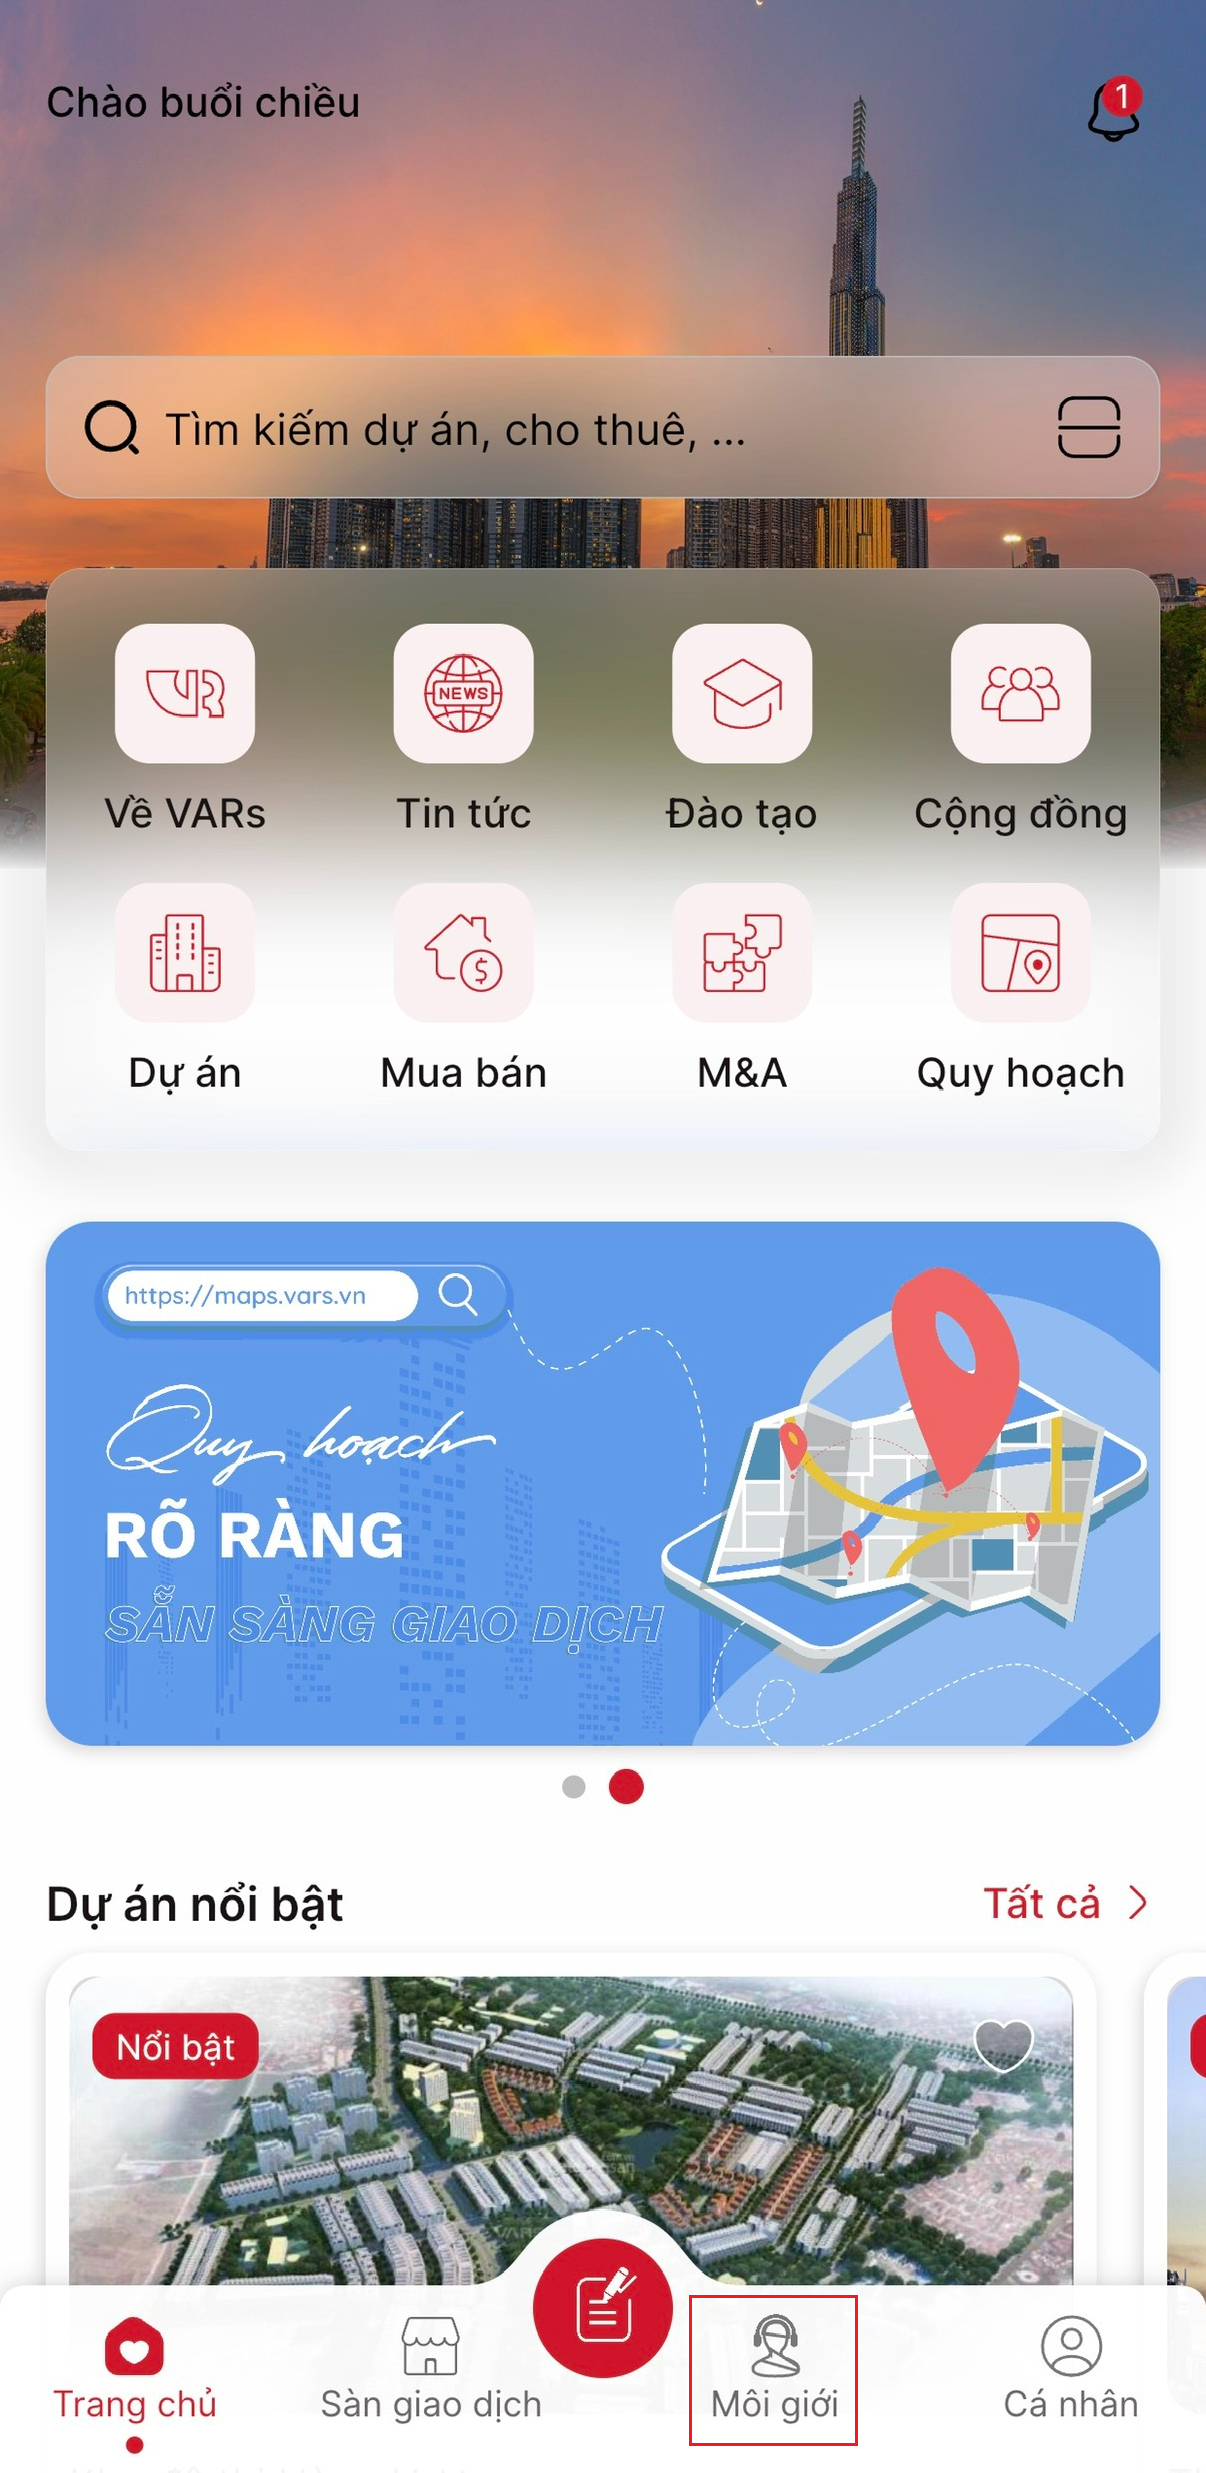 Chào buổi chiều
1
Tìm kiếm dự án, cho thuê, ...
NEWS
Về VARs
Tin tức
Đào tạo
Cộng đồng
Dự án
Mua bán
M&A
Quy hoạch
https://maps.vars.vn
Quy hoạch
RÕ RÀNG
SẴN SÀNG GIAO DỊCH
Dự án nổi bật
Tất cả
Nổi bật
Trang chủ
Sàn giao dịch
Môi giới
Cá nhân